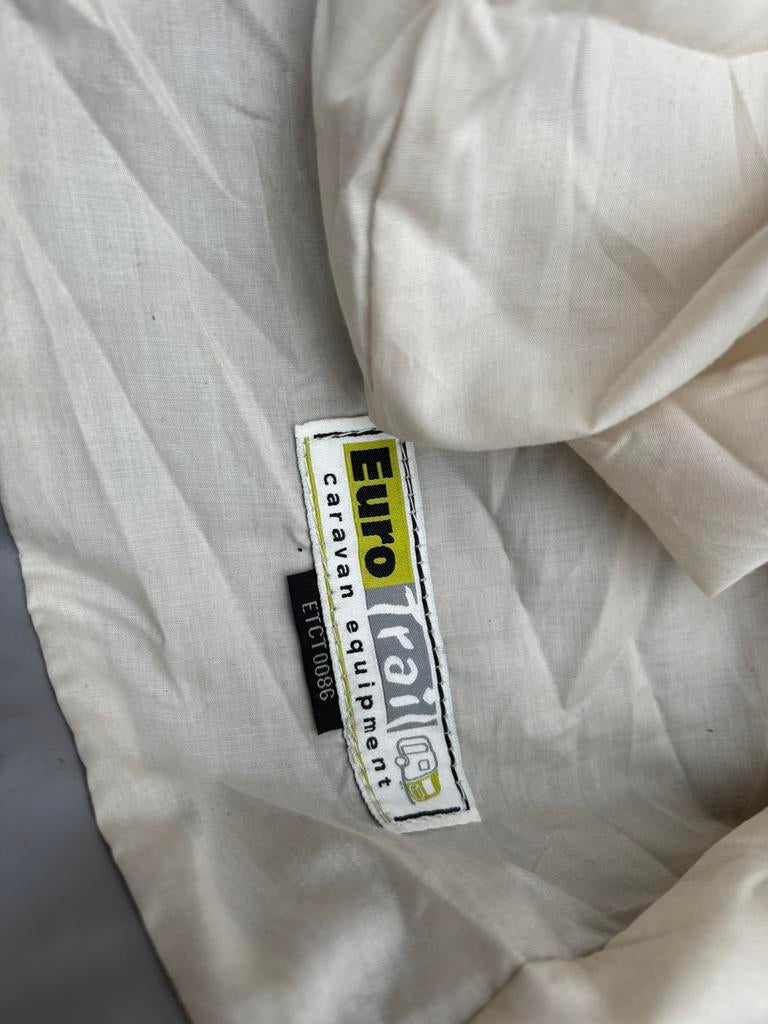 Euro Trail
caravan equipment
ETCT0086